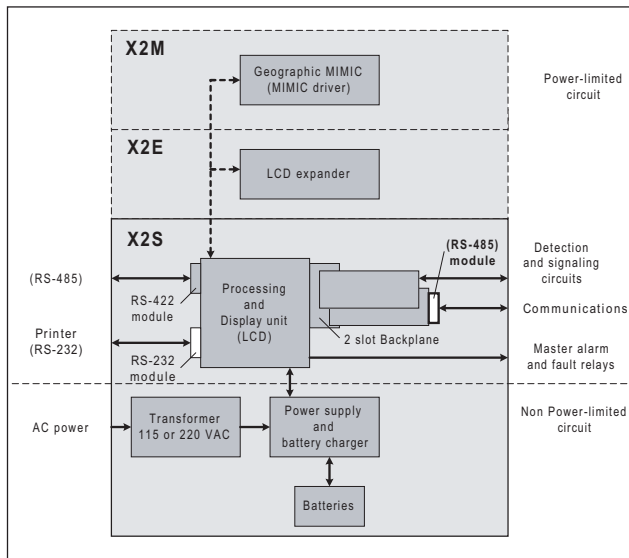 X2M
Geographic MIMIC
(MIMIC driver)
Power-limited
circuit
X2E
LCD expander
X2S
(RS-485)
module
Detection
and signaling
circuits
(RS-485)
RS-422
module
Processing
and
Display unit
(LCD)
Communications
2 slot Backplane
Printer
(RS-232)
RS-232
module
Master alarm
and fault relays
AC power
Transformer
115 or 220 VAC
Power supply
and
battery charger
Non Power-limited
circuit
Batteries